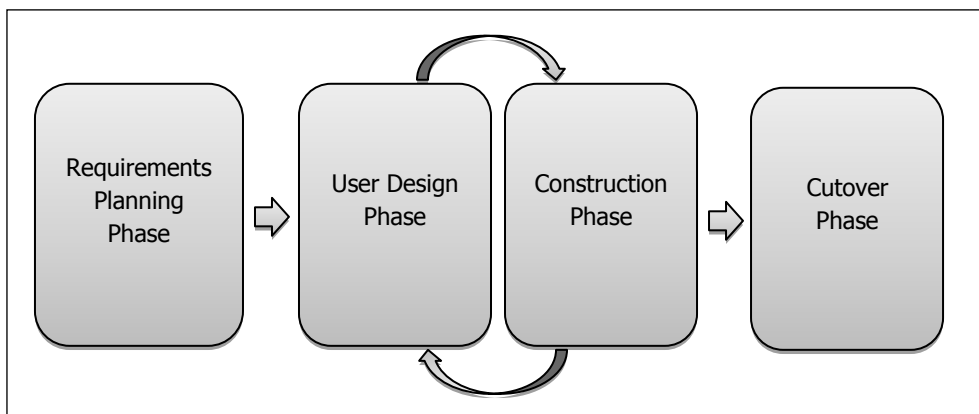 Requirements
Planning
Phase
User Design
Phase
Construction
Phase
Cutover
Phase